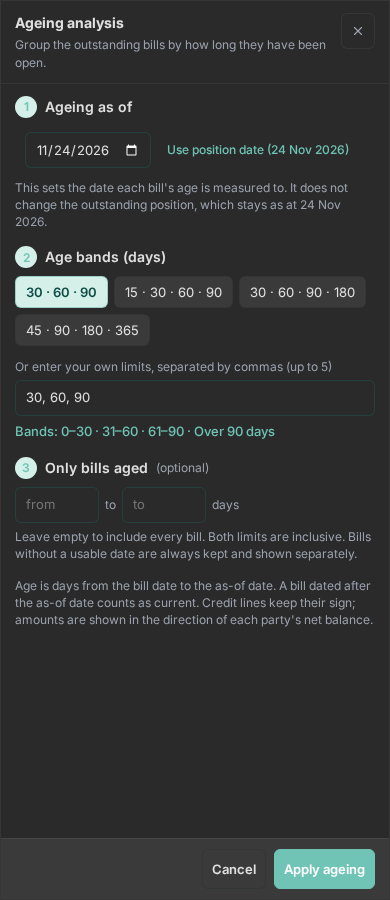 Ageing analysis
Group the outstanding bills by how long they have been
open.
1 Ageing as of
11/24/2026 Use position date (24 Nov 2026)
This sets the date each bill's age is measured to. It does not
change the outstanding position, which stays as at 24 Nov
2026.
2 Age bands (days)
30 · 60 · 90 15 · 30 · 60 · 90 30 · 60 · 90 · 180
45 · 90 · 180 · 365
Or enter your own limits, separated by commas (up to 5)
30, 60, 90
Bands: 0–30 · 31–60 · 61–90 · Over 90 days
3 Only bills aged (optional)
from to to days
Leave empty to include every bill. Both limits are inclusive. Bills
without a usable date are always kept and shown separately.
Age is days from the bill date to the as-of date. A bill dated after
the as-of date counts as current. Credit lines keep their sign;
amounts are shown in the direction of each party's net balance.
Cancel Apply ageing